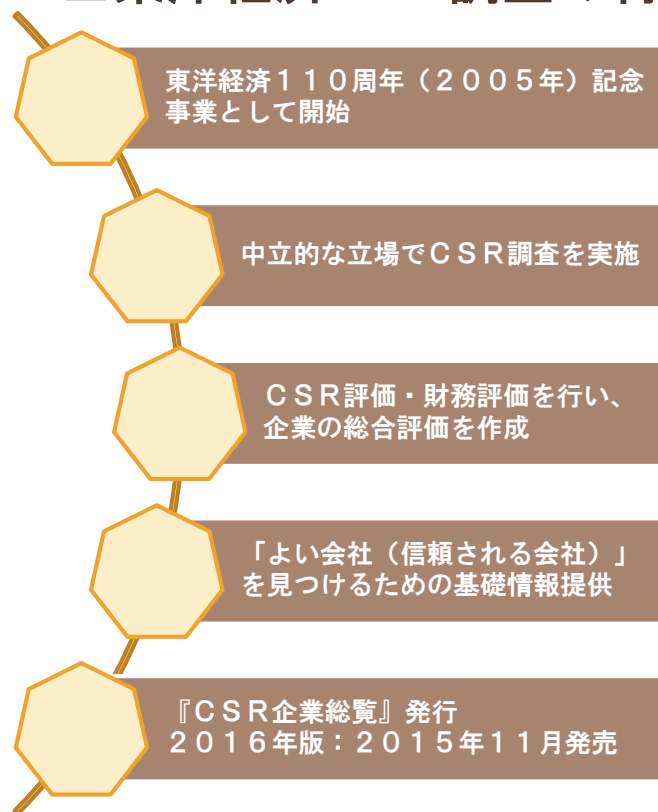 東洋経済１１０周年（２００５年）記念
事業として開始
中立的な立場でＣＳＲ調査を実施
ＣＳＲ評価・財務評価を行い、
企業の総合評価を作成
「よい会社（信頼される会社）」
を見つけるための基礎情報提供
『ＣＳＲ企業総覧』発行
２０１６年版：２０１５年１１月発売